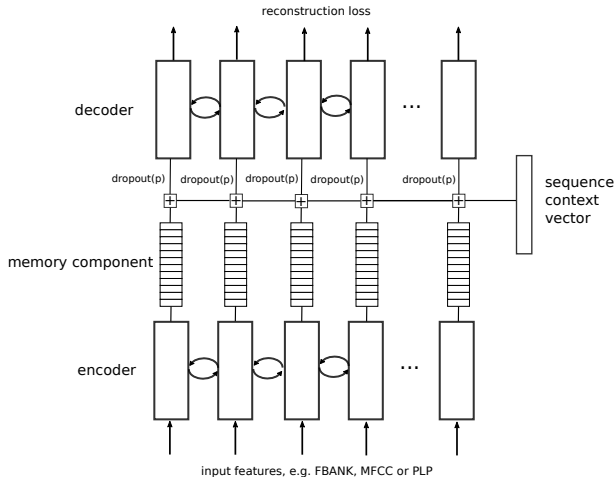 reconstruction loss
decoder
...
dropout(p) dropout(p) dropout(p) dropout(p) dropout(p)
+ + + + +
sequence
context
vector
memory component
encoder
...
input features, e.g. FBANK, MFCC or PLP